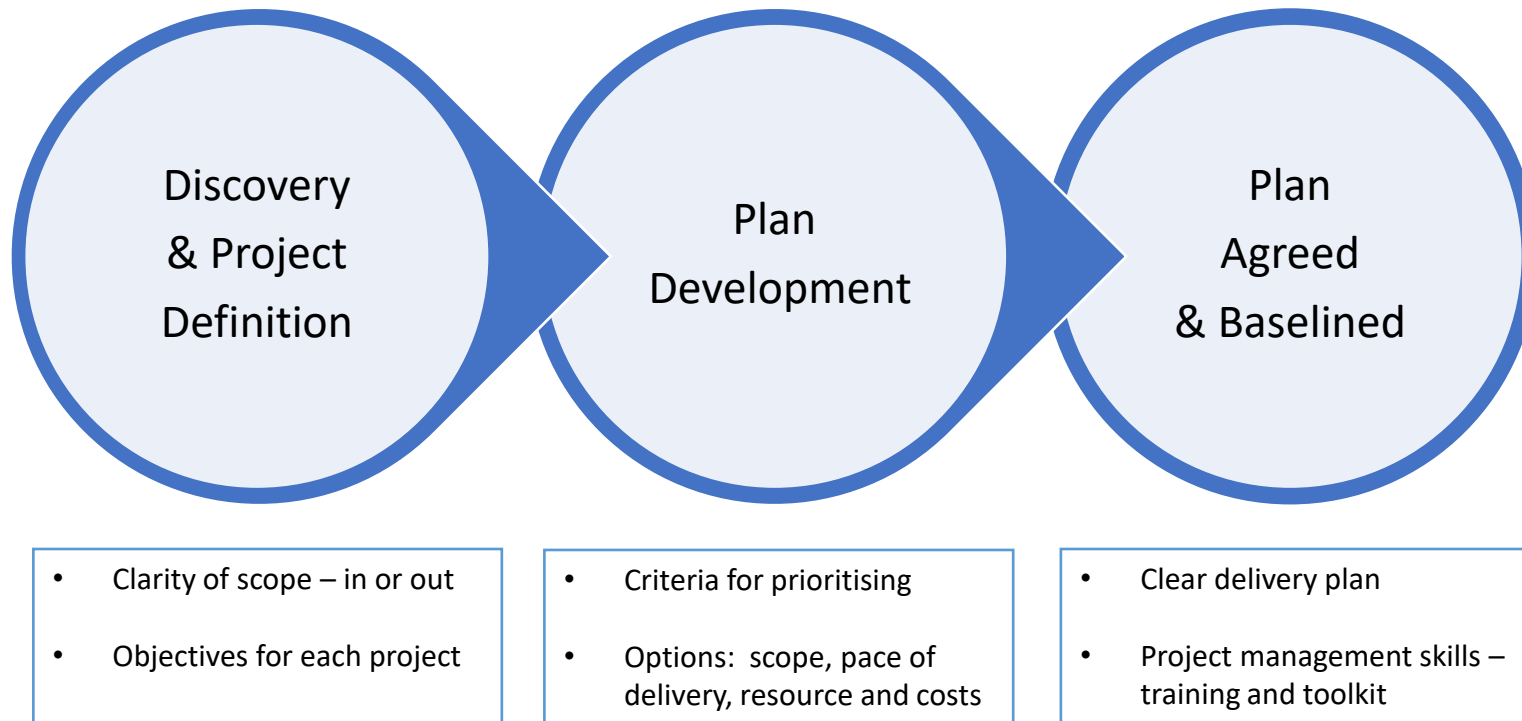 Discovery
& Project
Definition
Plan
Development
Plan
Agreed
& Baselined
• Clarity of scope – in or out
• Objectives for each project
• Criteria for prioritising
• Options:  scope, pace of
delivery, resource and costs
• Clear delivery plan
• Project management skills –
training and toolkit